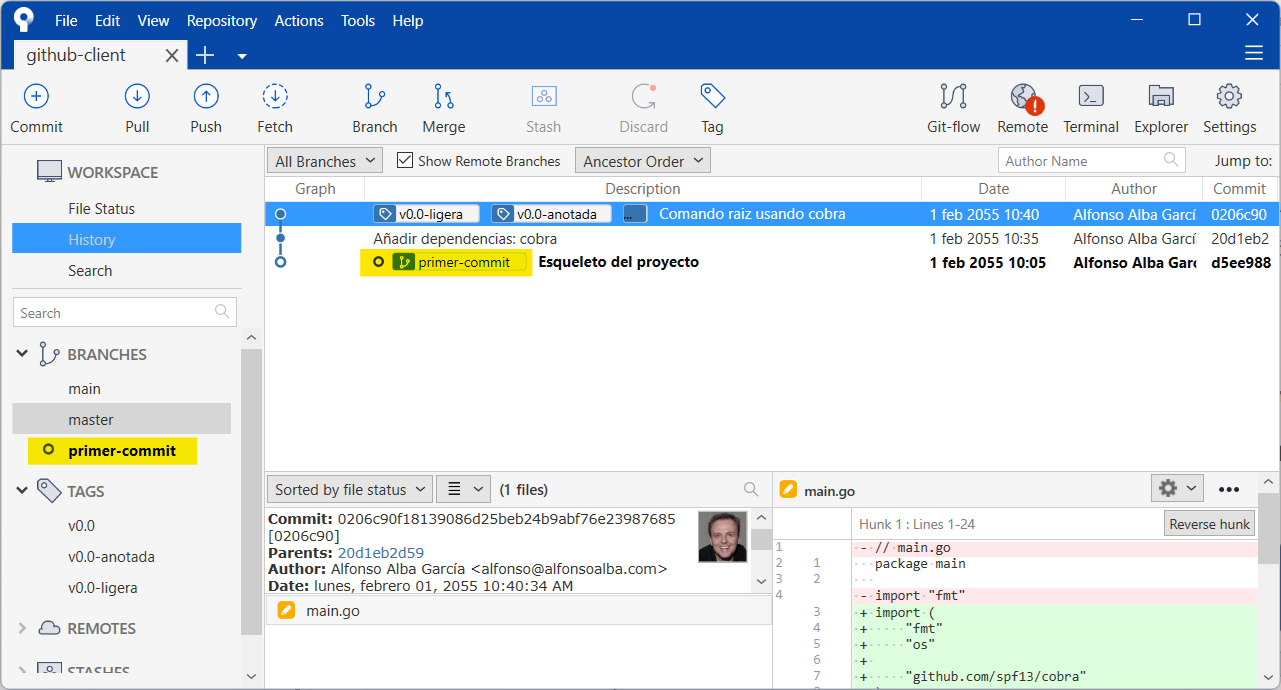 File Edit View Repository Actions Tools Help
github-client
Commit Pull Push Fetch Branch Merge Stash Discard Tag Git-flow Remote Terminal Explorer Settings
WORKSPACE
File Status
History
Search
Search
BRANCHES
main
master
primer-commit
TAGS
v0.0
v0.0-anotada
v0.0-ligera
REMOTES
STASHES
All Branches Show Remote Branches Ancestor Order Author Name Jump to:
Graph Description Date Author Commit
v0.0-ligera v0.0-anotada ... Comando raiz usando cobra 1 feb 2055 10:40 Alfonso Alba Garcí 0206c90
Añadir dependencias: cobra 1 feb 2055 10:35 Alfonso Alba Garcí 20d1eb2
primer-commit Esqueleto del proyecto 1 feb 2055 10:05 Alfonso Alba Garc d5ee988
Sorted by file status (1 files)
Commit: 0206c90f18139086d25beb24b9abf76e23987685
[0206c90]
Parents: 20d1eb2d59
Author: Alfonso Alba García <alfonso@alfonsoalba.com>
Date: lunes, febrero 01, 2055 10:40:34 AM
main.go
main.go
Hunk 1 : Lines 1-24 Reverse hunk
1 - // main.go
2 1 package main
3 2
4 - import "fmt"
3 + import (
4 + "fmt"
5 + "os"
6 +
7 + "github.com/spf13/cobra"